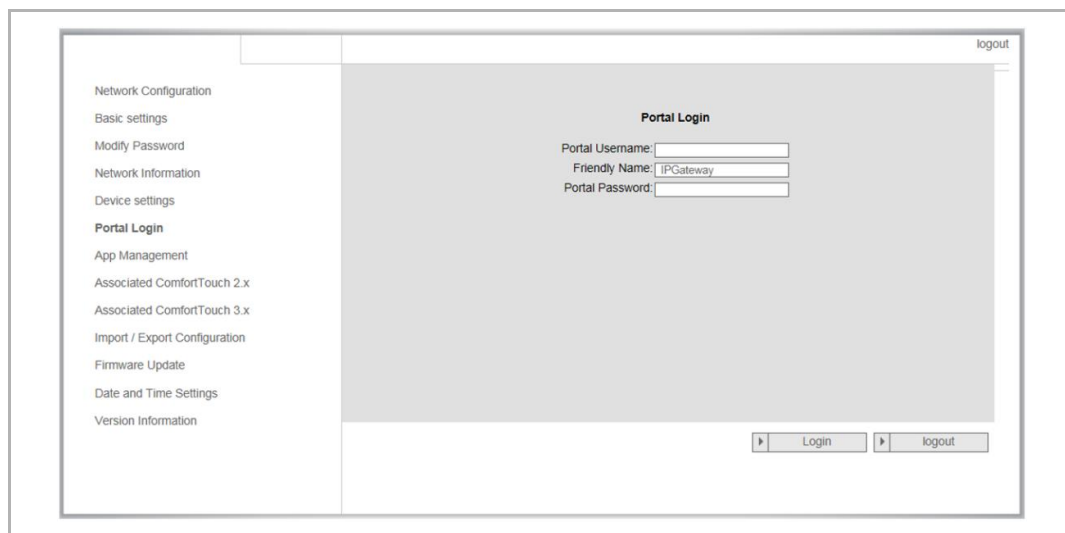 logout
Network Configuration
Basic settings
Modify Password
Network Information
Device settings
Portal Login
App Management
Associated ComfortTouch 2.x
Associated ComfortTouch 3.x
Import / Export Configuration
Firmware Update
Date and Time Settings
Version Information
Portal Login
Portal Username:
Friendly Name: IPGateway
Portal Password:
Login
logout